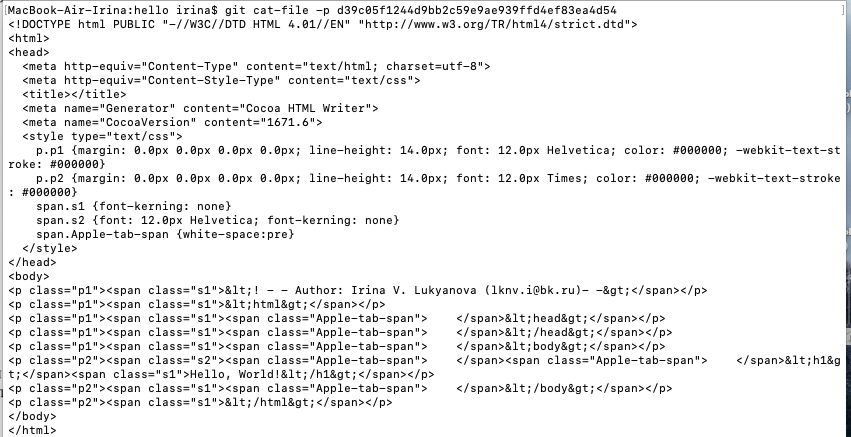 MacBook-Air-Irina:hello irina$ git cat-file -p d39c05f1244d9bb2c59e9ae939ffd4ef83ea4d54
<!DOCTYPE html PUBLIC "-//W3C//DTD HTML 4.01//EN" "http://www.w3.org/TR/html4/strict.dtd">
<html>
<head>
  <meta http-equiv="Content-Type" content="text/html; charset=utf-8">
  <meta http-equiv="Content-Style-Type" content="text/css">
  <title></title>
  <meta name="Generator" content="Cocoa HTML Writer">
  <meta name="CocoaVersion" content="1671.6">
  <style type="text/css">
    p.p1 {margin: 0.0px 0.0px 0.0px 0.0px; line-height: 14.0px; font: 12.0px Helvetica; color: #000000; -webkit-text-st
roke: #000000}
    p.p2 {margin: 0.0px 0.0px 0.0px 0.0px; line-height: 14.0px; font: 12.0px Times; color: #000000; -webkit-text-stroke
: #000000}
    span.s1 {font-kerning: none}
    span.s2 {font: 12.0px Helvetica; font-kerning: none}
    span.Apple-tab-span {white-space:pre}
  </style>
</head>
<body>
<p class="p1"><span class="s1">&lt;! - - Author: Irina V. Lukyanova (lknv.i@bk.ru)- -&gt;</span></p>
<p class="p1"><span class="s1">&lt;html&gt;</span></p>
<p class="p1"><span class="s1"><span class="Apple-tab-span">    </span>&lt;head&gt;</span></p>
<p class="p1"><span class="s1"><span class="Apple-tab-span">    </span>&lt;/head&gt;</span></p>
<p class="p1"><span class="s1"><span class="Apple-tab-span">    </span>&lt;body&gt;</span></p>
<p class="p2"><span class="s2"><span class="Apple-tab-span">    </span><span class="Apple-tab-span">    </span>&lt;h1&g
t;</span><span class="s1">Hello, World!&lt;/h1&gt;</span></p>
<p class="p2"><span class="s1"><span class="Apple-tab-span">    </span>&lt;/body&gt;</span></p>
<p class="p2"><span class="s1">&lt;/html&gt;</span></p>
</body>
</html>